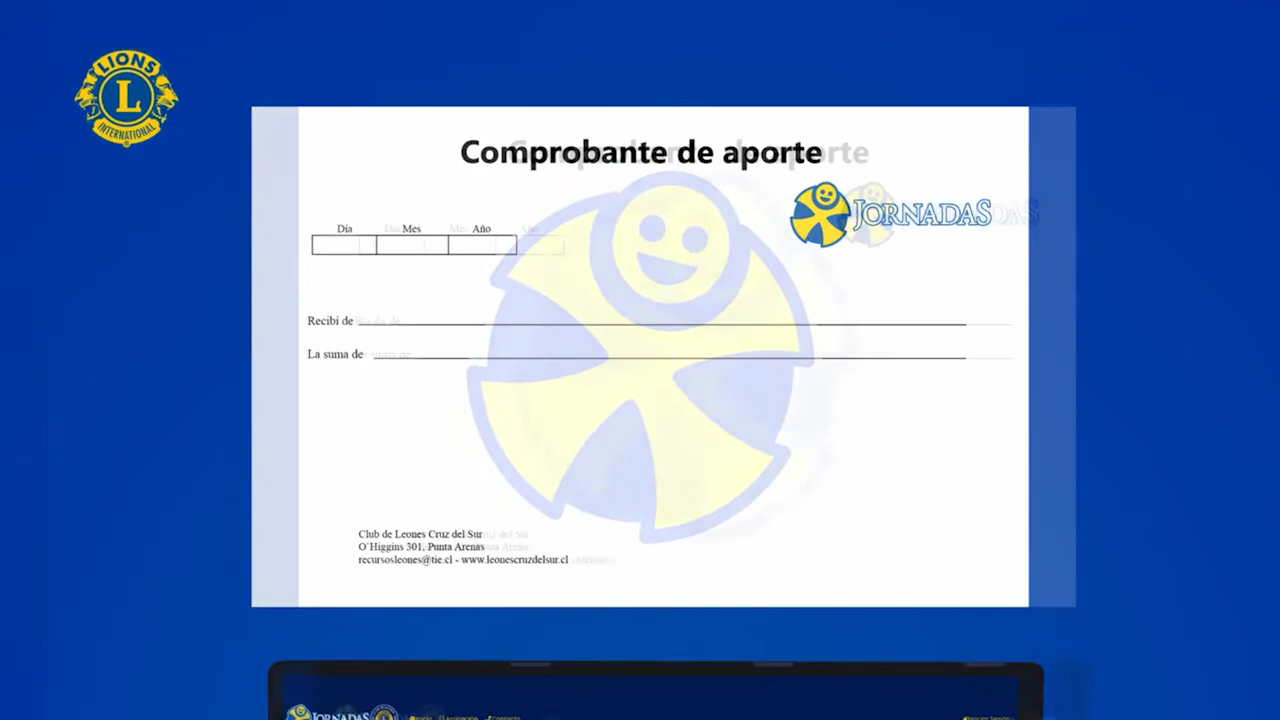 LIONS
L
INTERNATIONAL
Comprobante de aporte
JORNADAS
Día Mes Año
Recibí de
La suma de
Club de Leones Cruz del Sur
O'Higgins 301, Punta Arenas
recursosleones@tie.cl - www.leonescruzdelsur.cl
JORNADAS